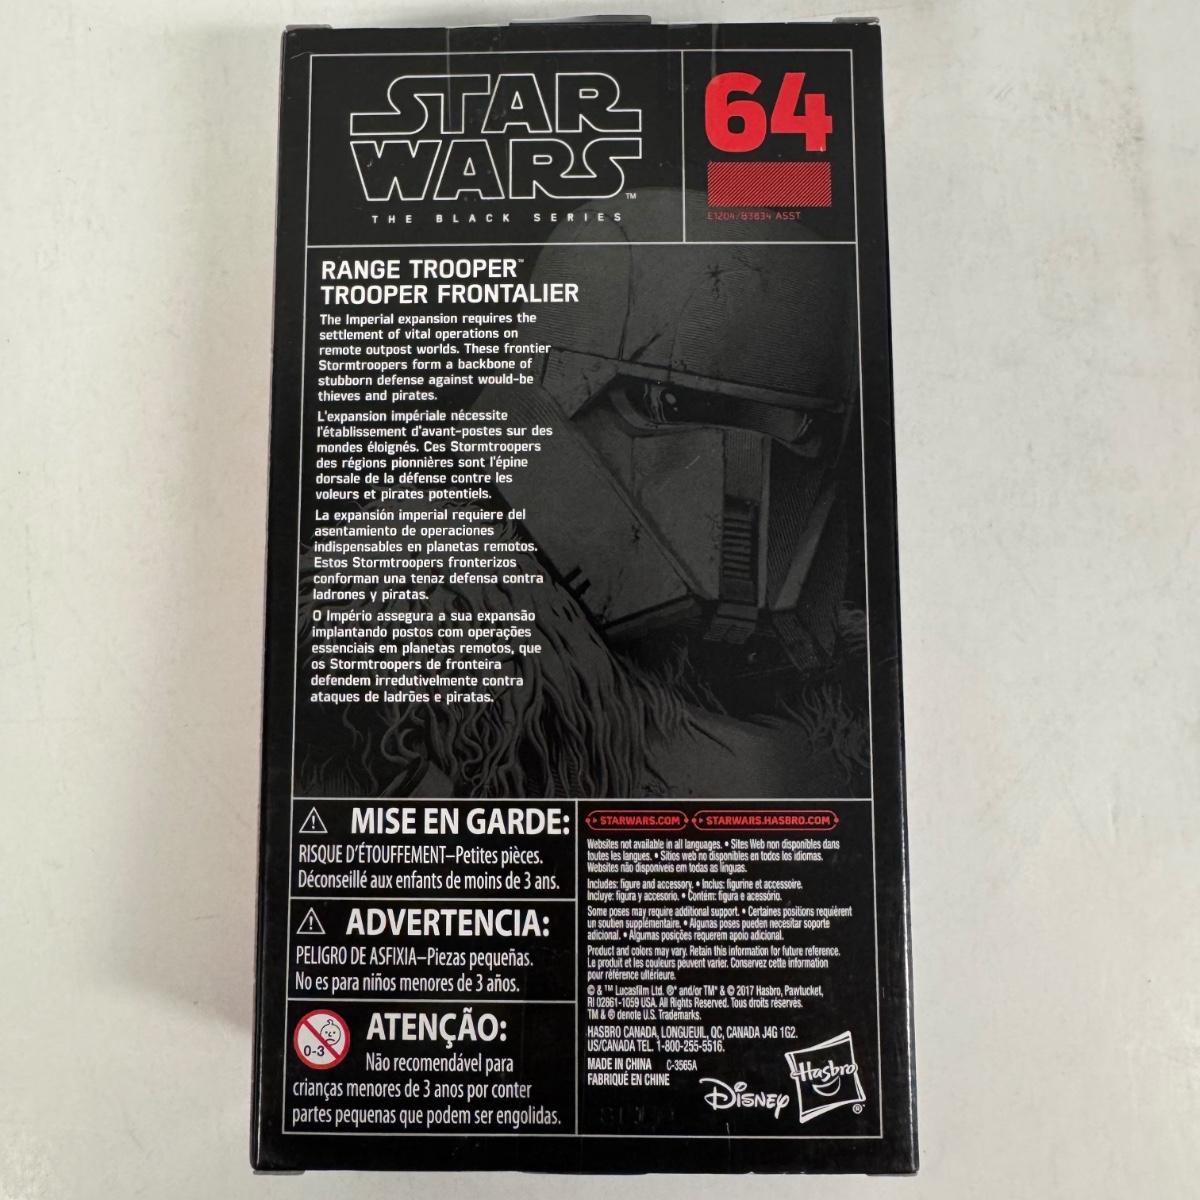 STAR
WARS™
THE BLACK SERIES
64
E1204/B3834 ASST.
RANGE TROOPER™
TROOPER FRONTALIER
The Imperial expansion requires the
settlement of vital operations on
remote outpost worlds. These frontier
Stormtroopers form a backbone of
stubborn defense against would-be
thieves and pirates.
L'expansion impériale nécessite
l'établissement d'avant-postes sur des
mondes éloignés. Ces Stormtroopers
des régions pionnières sont l'épine
dorsale de la défense contre les
voleurs et pirates potentiels.
La expansión imperial requiere del
asentamiento de operaciones
indispensables en planetas remotos.
Estos Stormtroopers fronterizos
conforman una tenaz defensa contra
ladrones y piratas.
O Império assegura a sua expansão
implantando postos com operações
essenciais em planetas remotos, que
os Stormtroopers de fronteira
defendem irredutivelmente contra
ataques de ladrões e piratas.
MISE EN GARDE:
RISQUE D'ÉTOUFFEMENT–Petites pièces.
Déconseillé aux enfants de moins de 3 ans.
ADVERTENCIA:
PELIGRO DE ASFIXIA–Piezas pequeñas.
No es para niños menores de 3 años.
0-3
ATENÇÃO:
Não recomendável para
crianças menores de 3 anos por conter
partes pequenas que podem ser engolidas.
• STARWARS.COM • • STARWARS.HASBRO.COM •
Websites not available in all languages. • Sites Web non disponibles dans
toutes les langues. • Sitios web no disponibles en todos los idiomas.
Websites não disponíveis em todas as línguas.
Includes: figure and accessory. • Inclus: figurine et accessoire.
Incluye: figura y accesorio. • Contém: figura e acessório.
Some poses may require additional support. • Certaines positions requièrent
un soutien supplémentaire. • Algunas poses pueden necesitar soporte
adicional. • Algumas posições requerem apoio adicional.
Product and colors may vary. Retain this information for future reference.
Le produit et les couleurs peuvent varier. Conservez cette information
pour référence ultérieure.
© & ™ Lucasfilm Ltd. ®* and/or TM* & © 2017 Hasbro, Pawtucket,
RI 02861-1059 USA. All Rights Reserved. Tous droits réservés.
TM & ® denote U.S. Trademarks.
HASBRO CANADA, LONGUEUIL, QC, CANADA J4G 1G2.
US/CANADA TEL. 1-800-255-5516.
MADE IN CHINA C-3565A
FABRIQUÉ EN CHINE
Disney
Hasbro®